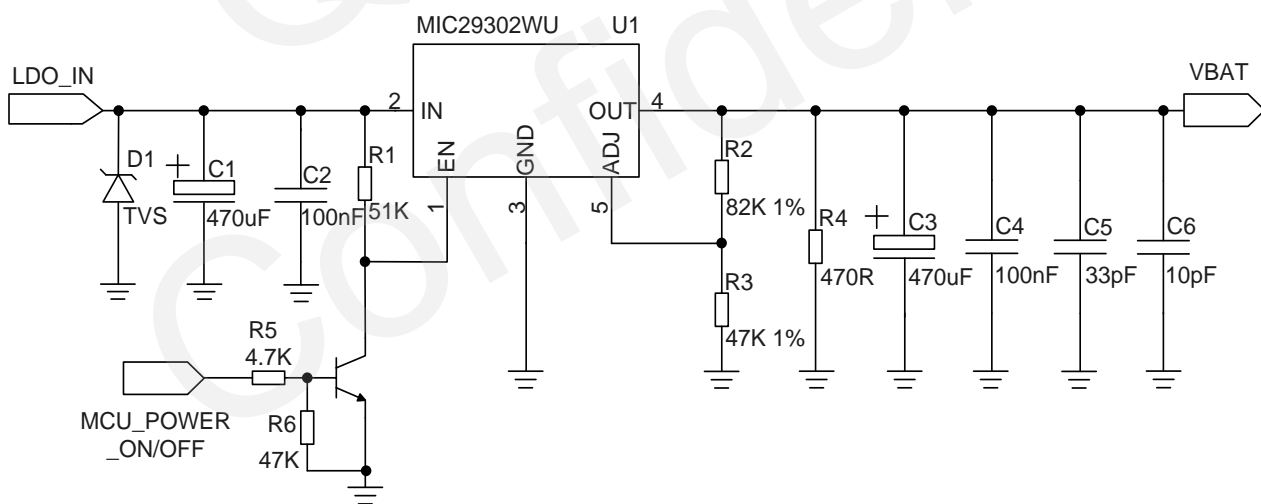 MIC29302WU U1
LDO_IN
VBAT
2 IN
OUT 4
EN
GND
ADJ
1
3
5
D1
TVS
C1
470uF
C2
100nF
R1
51K
R2
82K 1%
R3
47K 1%
R4
470R
C3
470uF
C4
100nF
C5
33pF
C6
10pF
R5
4.7K
MCU_POWER
_ON/OFF
R6
47K